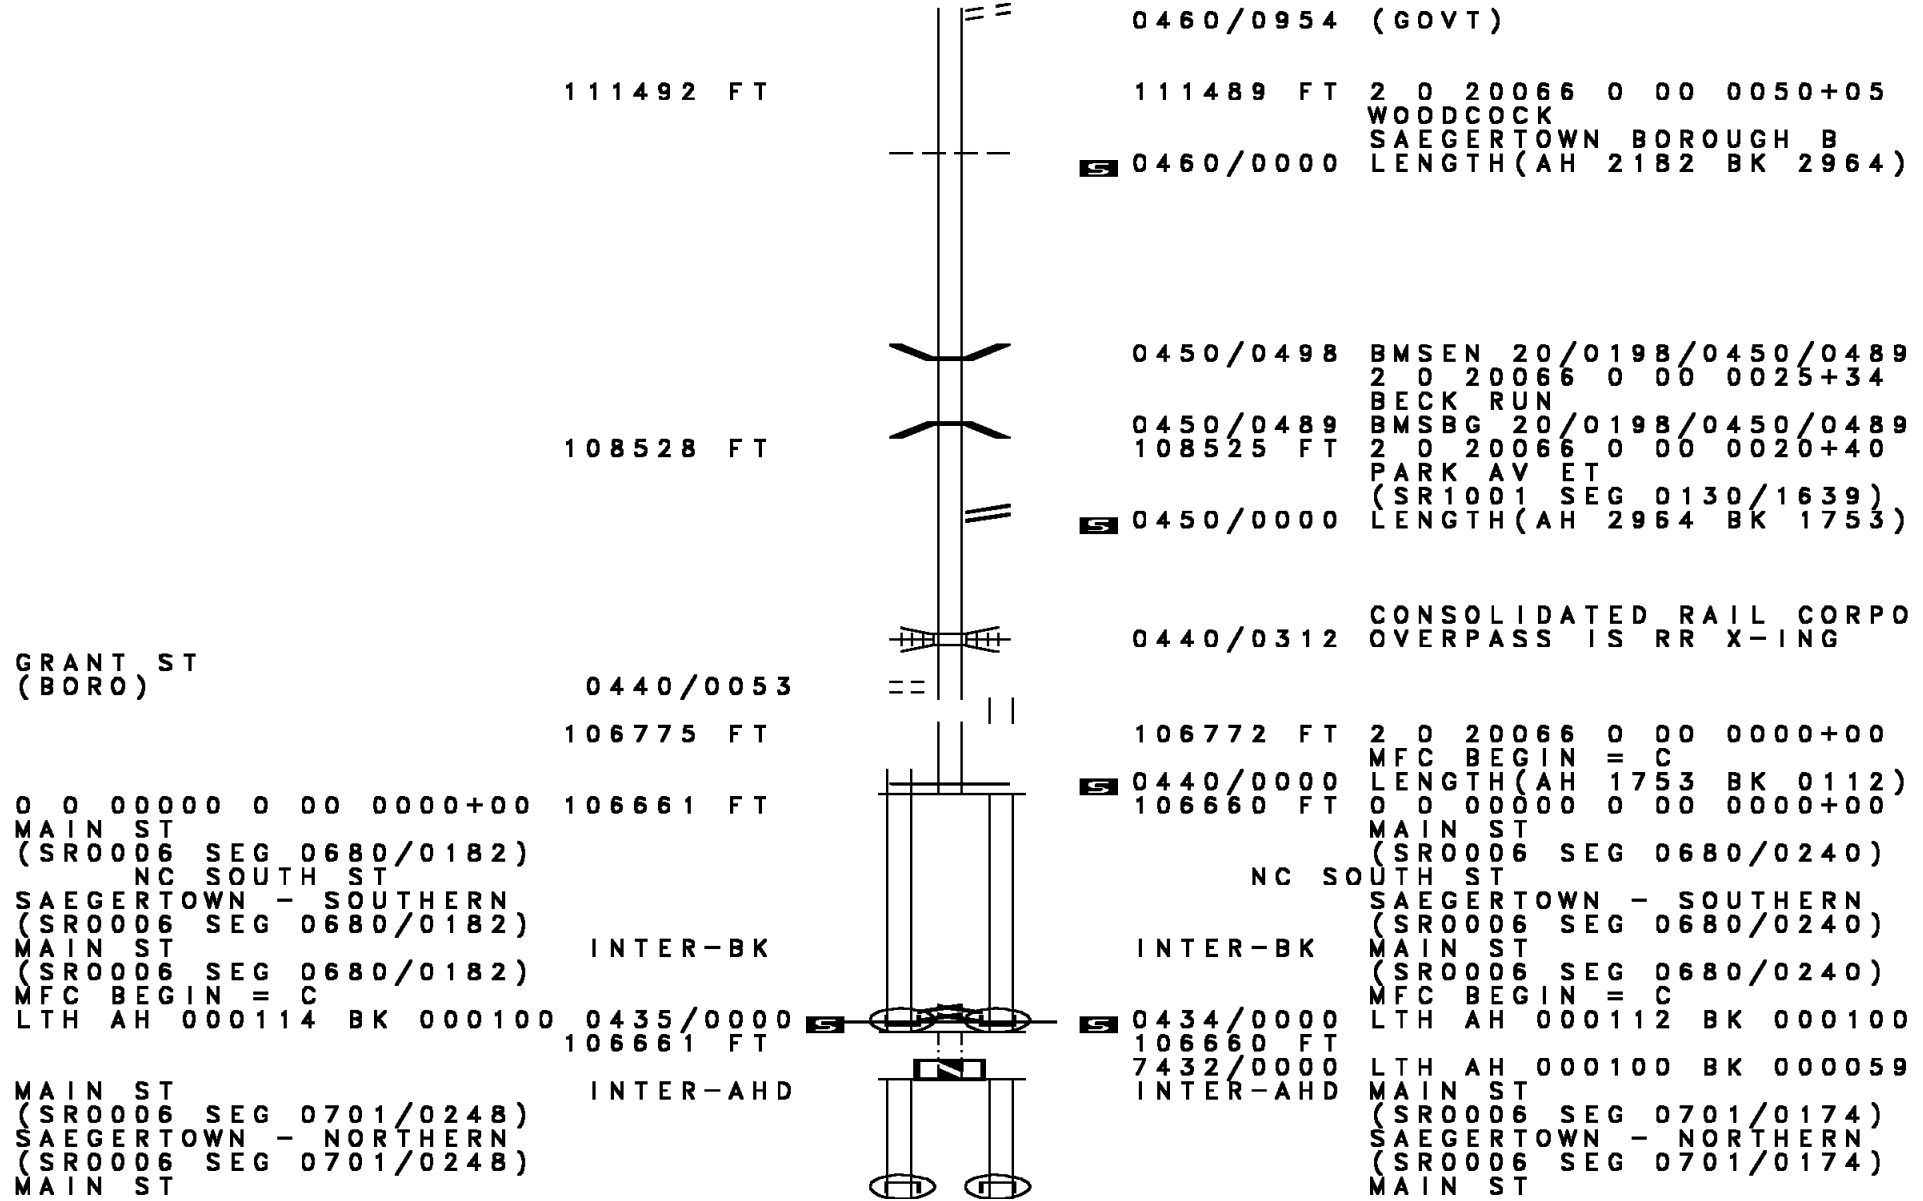 0460/0954 (GOVT)
111492 FT 111489 FT 2 0 20066 0 00 0050+05
WOODCOCK
SAEGERTOWN BOROUGH B
S 0460/0000 LENGTH(AH 2182 BK 2964)
0450/0498 BMSEN 20/0198/0450/0489
2 0 20066 0 00 0025+34
BECK RUN
0450/0489 BMSBG 20/0198/0450/0489
108528 FT 108525 FT 2 0 20066 0 00 0020+40
PARK AV ET
(SR1001 SEG 0130/1639)
S 0450/0000 LENGTH(AH 2964 BK 1753)
CONSOLIDATED RAIL CORPO
0440/0312 OVERPASS IS RR X-ING
GRANT ST
(BORO) 0440/0053
106775 FT 106772 FT 2 0 20066 0 00 0000+00
MFC BEGIN = C
S 0440/0000 LENGTH(AH 1753 BK 0112)
0 0 00000 0 00 0000+00 106661 FT 106660 FT 0 0 00000 0 00 0000+00
MAIN ST MAIN ST
(SR0006 SEG 0680/0182) (SR0006 SEG 0680/0240)
NC SOUTH ST NC SOUTH ST
SAEGERTOWN - SOUTHERN SAEGERTOWN - SOUTHERN
(SR0006 SEG 0680/0182) (SR0006 SEG 0680/0240)
MAIN ST INTER-BK INTER-BK MAIN ST
(SR0006 SEG 0680/0182) (SR0006 SEG 0680/0240)
MFC BEGIN = C MFC BEGIN = C
LTH AH 000114 BK 000100 0435/0000 S S 0434/0000 LTH AH 000112 BK 000100
106661 FT 106660 FT
7432/0000 LTH AH 000100 BK 000059
MAIN ST INTER-AHD INTER-AHD MAIN ST
(SR0006 SEG 0701/0248) (SR0006 SEG 0701/0174)
SAEGERTOWN - NORTHERN SAEGERTOWN - NORTHERN
(SR0006 SEG 0701/0248) (SR0006 SEG 0701/0174)
MAIN ST MAIN ST